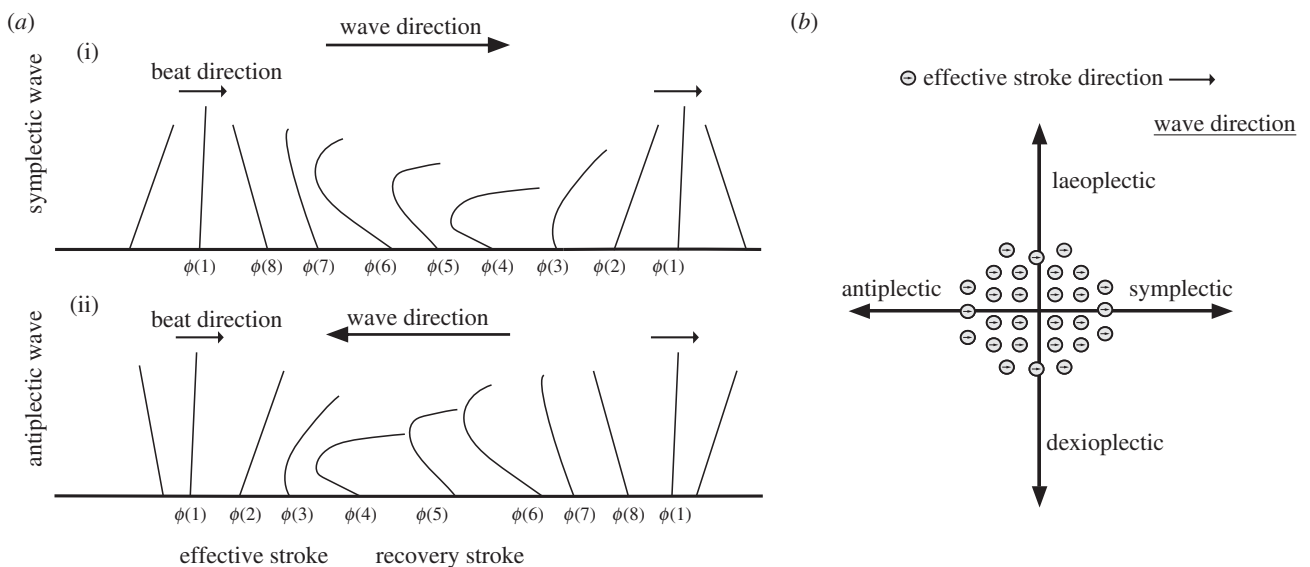 (a)
symplectic wave
(i)
wave direction
beat direction
ϕ(1) ϕ(8) ϕ(7) ϕ(6) ϕ(5) ϕ(4) ϕ(3) ϕ(2) ϕ(1)
antiplectic wave
(ii)
beat direction
wave direction
ϕ(1) ϕ(2) ϕ(3) ϕ(4) ϕ(5) ϕ(6) ϕ(7) ϕ(8) ϕ(1)
effective stroke recovery stroke
(b)
effective stroke direction
wave direction
laeoplectic
antiplectic symplectic
dexioplectic